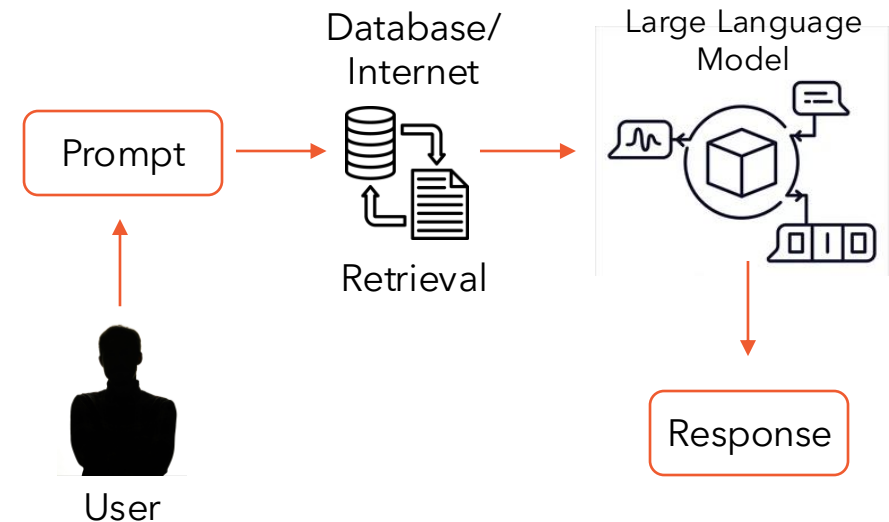 Database/
Internet
Large Language
Model
Prompt
Retrieval
Response
User